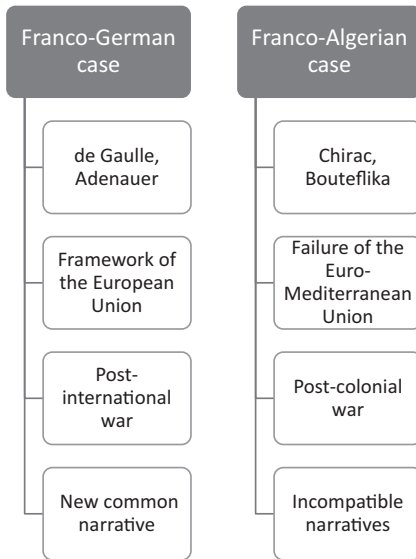 Franco-German
case
de Gaulle,
Adenauer
Framework of
the European
Union
Post-
international
war
New common
narrative
Franco-Algerian
case
Chirac,
Bouteflika
Failure of the
Euro-
Mediterranean
Union
Post-colonial
war
Incompatible
narratives